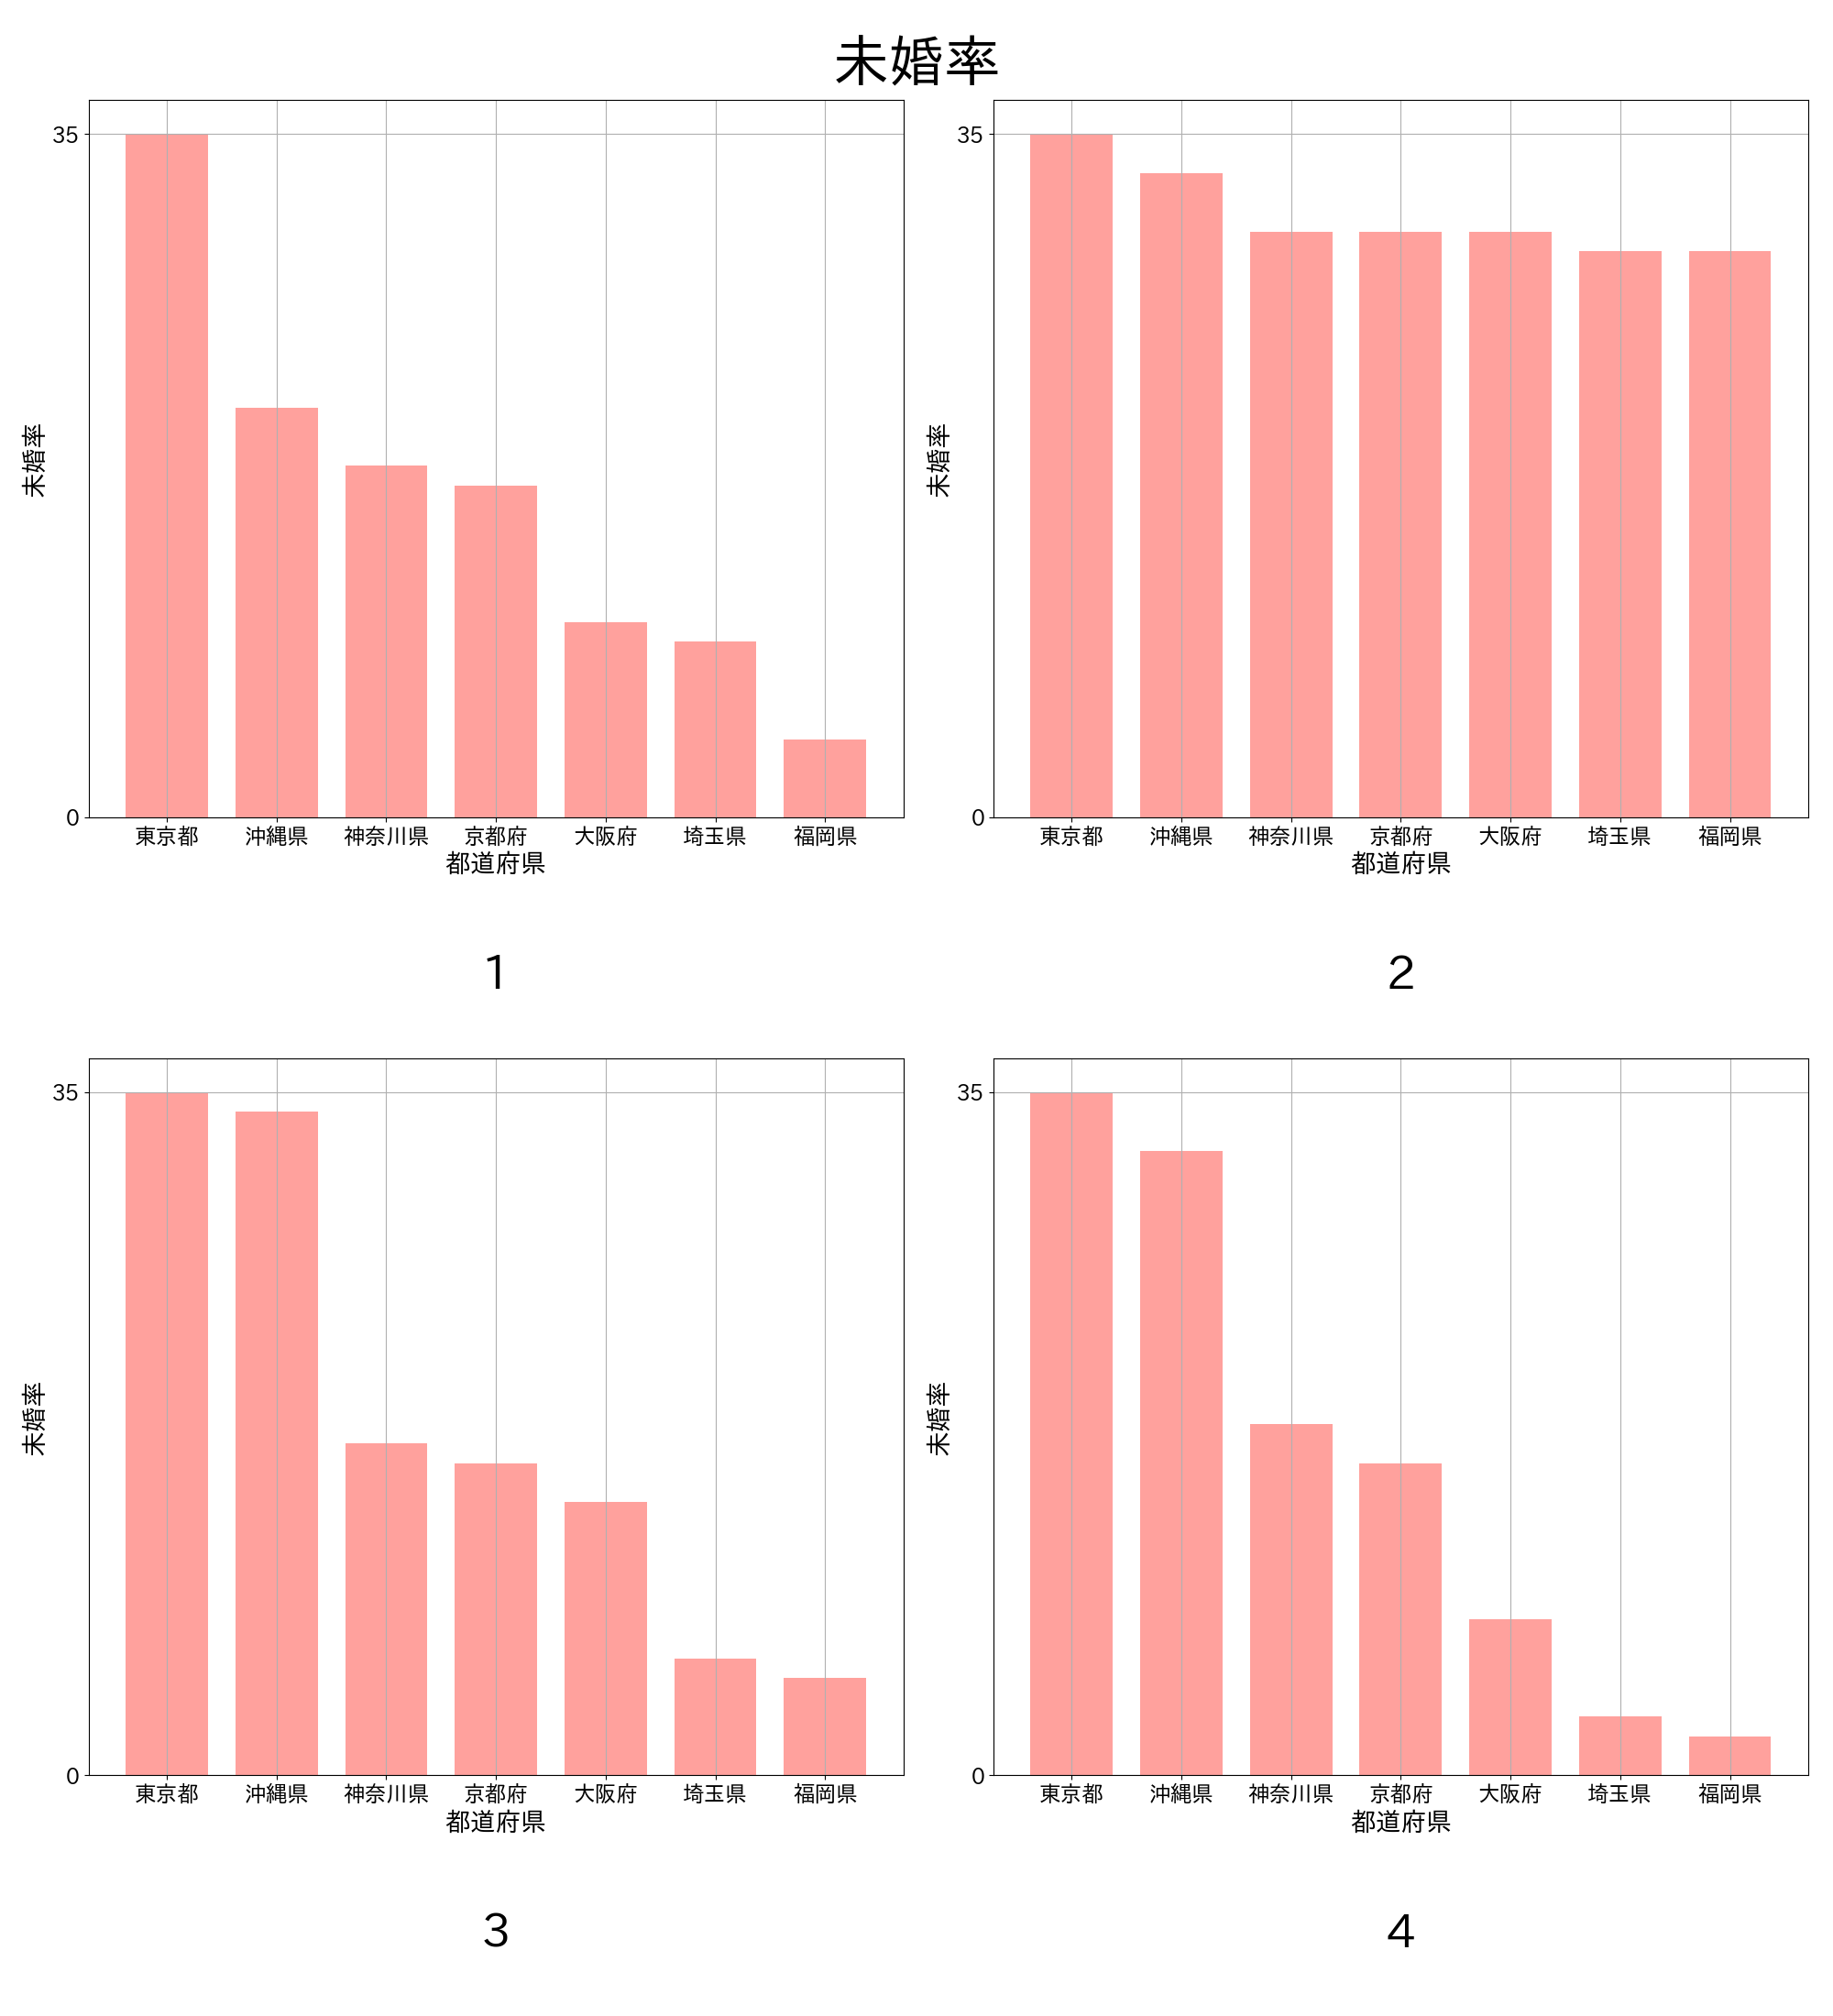 未婚率
35
0
未婚率
東京都 沖縄県 神奈川県 京都府 大阪府 埼玉県 福岡県
都道府県
1
35
0
未婚率
東京都 沖縄県 神奈川県 京都府 大阪府 埼玉県 福岡県
都道府県
2
35
0
未婚率
東京都 沖縄県 神奈川県 京都府 大阪府 埼玉県 福岡県
都道府県
3
35
0
未婚率
東京都 沖縄県 神奈川県 京都府 大阪府 埼玉県 福岡県
都道府県
4